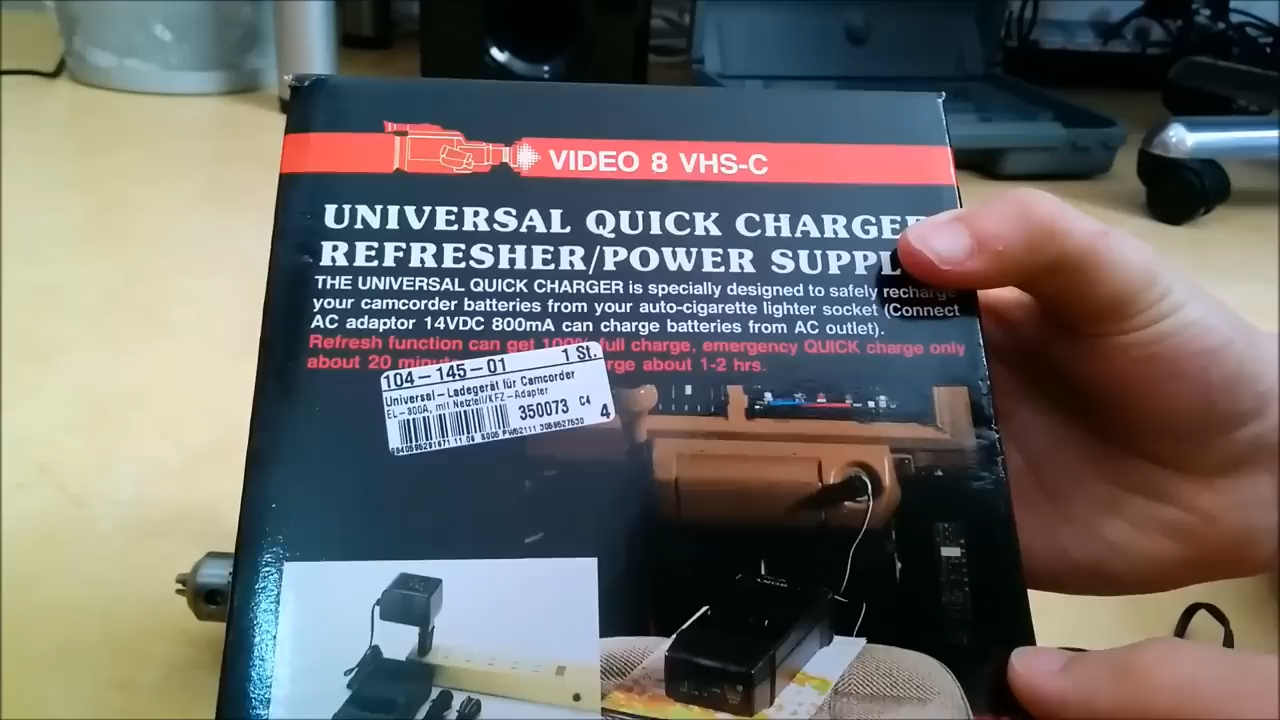 VIDEO 8 VHS-C
UNIVERSAL QUICK CHARGER
REFRESHER/POWER SUPPL
THE UNIVERSAL QUICK CHARGER is specially designed to safely recharge
your camcorder batteries from your auto-cigarette lighter socket (Connect
AC adaptor 14VDC 800mA can charge batteries from AC outlet).
Refresh function can get 100% full charge, emergency QUICK charge only
about 20 about 1-2 hrs.
104-145-01 1 St.
Universal-Ladegerät für Camcorder
EL-300A, mit Netzteil/KFZ-Adapter
350073 C4 4